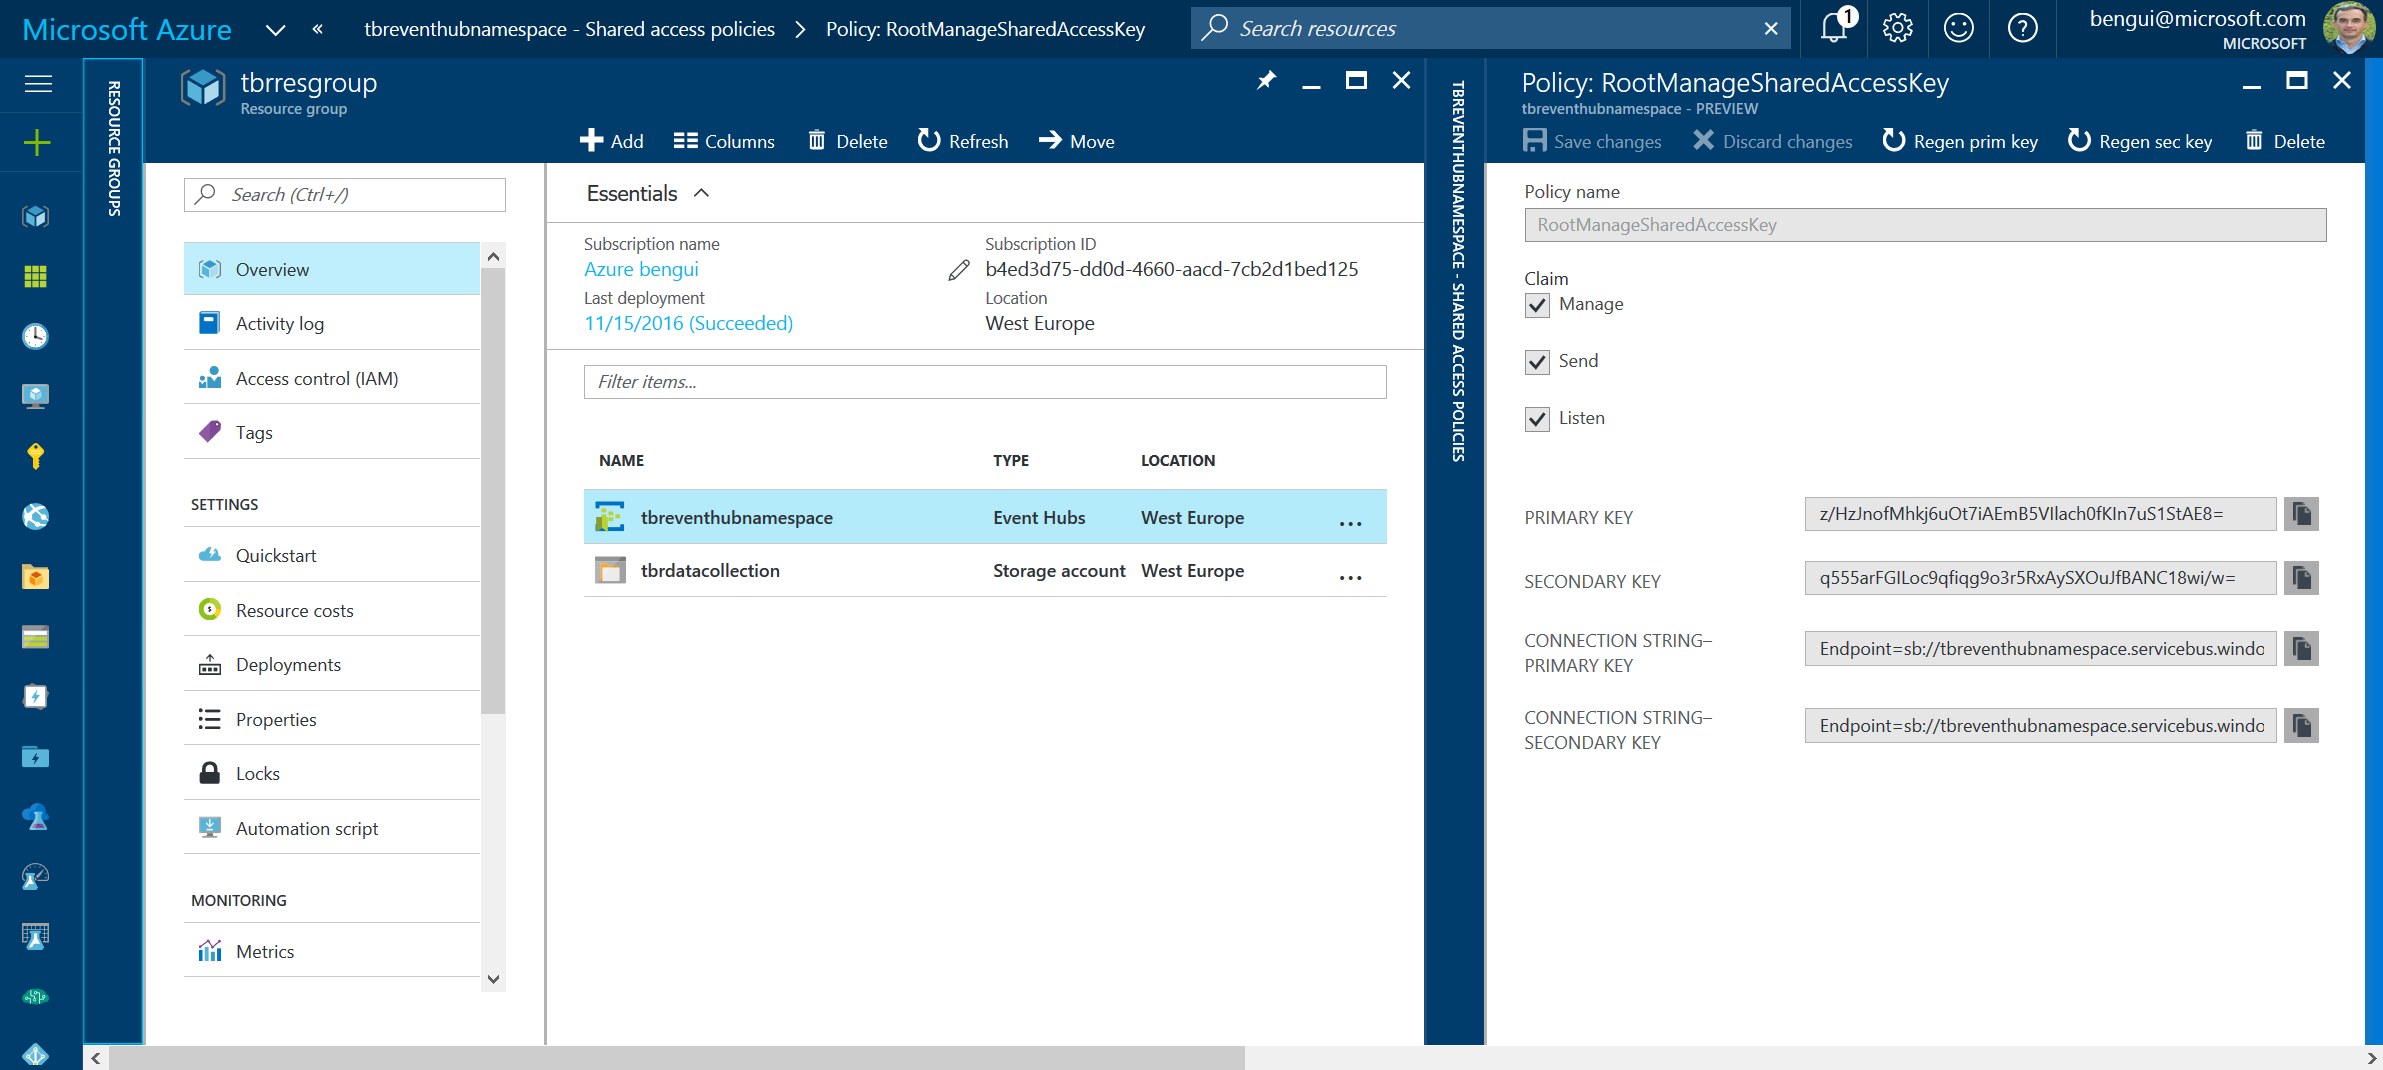 Microsoft Azure
«
tbreventhubnamespace - Shared access policies > Policy: RootManageSharedAccessKey
Search resources
1
bengui@microsoft.com
MICROSOFT
RESOURCE GROUPS
tbrresgroup
Resource group
Add
Columns
Delete
Refresh
Move
Search (Ctrl+/)
Overview
Activity log
Access control (IAM)
Tags
SETTINGS
Quickstart
Resource costs
Deployments
Properties
Locks
Automation script
MONITORING
Metrics
Essentials
Subscription name
Azure bengui
Last deployment
11/15/2016 (Succeeded)
Subscription ID
b4ed3d75-dd0d-4660-aacd-7cb2d1bed125
Location
West Europe
Filter items...
NAME TYPE LOCATION
tbreventhubnamespace Event Hubs West Europe ...
tbrdatacollection Storage account West Europe ...
TBREVENTHUBNAMESPACE - SHARED ACCESS POLICIES
Policy: RootManageSharedAccessKey
tbreventhubnamespace - PREVIEW
Save changes
Discard changes
Regen prim key
Regen sec key
Delete
Policy name
RootManageSharedAccessKey
Claim
Manage
Send
Listen
PRIMARY KEY
z/HzJnofMhkj6uOt7iAEmB5VIlach0fKIn7uS1StAE8=
SECONDARY KEY
q555arFGILoc9qfiqg9o3r5RxAySXOuJfBANC18wi/w=
CONNECTION STRING–
PRIMARY KEY
Endpoint=sb://tbreventhubnamespace.servicebus.windo
CONNECTION STRING–
SECONDARY KEY
Endpoint=sb://tbreventhubnamespace.servicebus.windo